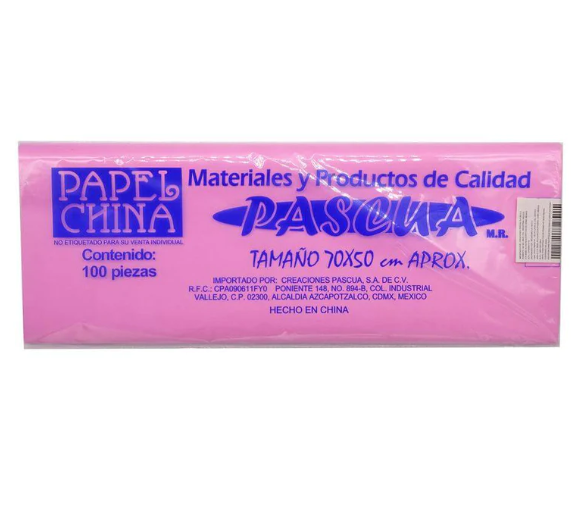 PAPEL
CHINA
NO ETIQUETADO PARA SU VENTA INDIVIDUAL
Contenido:
100 piezas
Materiales y Productos de Calidad
PASCUA
M.R.
TAMAÑO 70X50 cm APROX.
IMPORTADO POR: CREACIONES PASCUA, S.A. DE C.V.
R.F.C.: CPA090611FY0 PONIENTE 148, NO. 894-B, COL. INDUSTRIAL
VALLEJO, C.P. 02300, ALCALDIA AZCAPOTZALCO, CDMX, MEXICO
HECHO EN CHINA